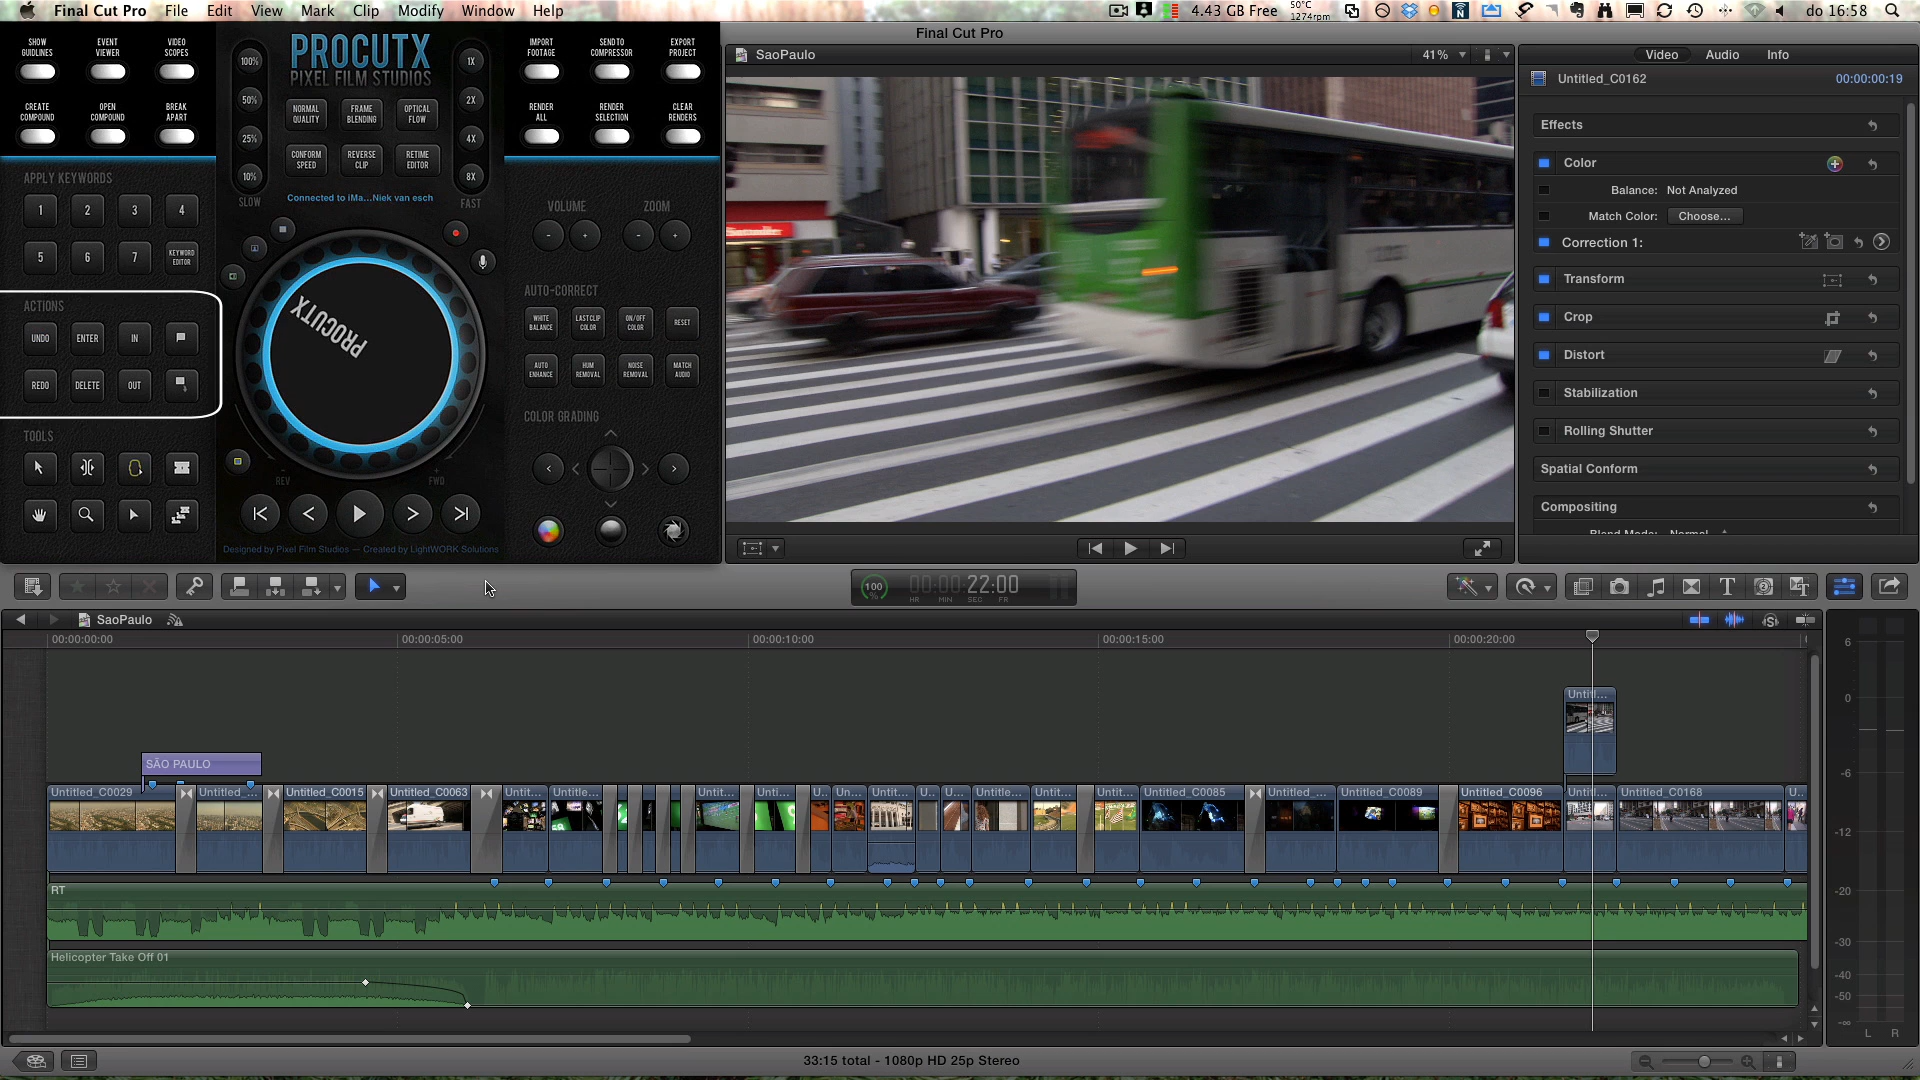 Final Cut Pro File Edit View Mark Clip Modify Window Help
4.43 GB Free 50°C 1274rpm do 16:58
SHOW GUIDLINES
EVENT VIEWER
VIDEO SCOPES
CREATE COMPOUND
OPEN COMPOUND
BREAK APART
PROCUTX
PIXEL FILM STUDIOS
100%
50%
25%
10%
SLOW
NORMAL QUALITY
FRAME BLENDING
OPTICAL FLOW
CONFORM SPEED
REVERSE CLIP
RETIME EDITOR
Connected to iMa...Niek van esch
1X
2X
4X
8X
FAST
IMPORT FOOTAGE
SEND TO COMPRESSOR
EXPORT PROJECT
RENDER ALL
RENDER SELECTION
CLEAR RENDERS
APPLY KEYWORDS
1 2 3 4
5 6 7 KEYWORD EDITOR
ACTIONS
UNDO ENTER IN
REDO DELETE OUT
TOOLS
PROCUTX
REV
FWD
Designed by Pixel Film Studios — Created by LightWORK Solutions
VOLUME ZOOM
- + - +
AUTO-CORRECT
WHITE BALANCE
LAST CLIP COLOR
ON/OFF COLOR
RESET
AUTO ENHANCE
HUM REMOVAL
NOISE REMOVAL
MATCH AUDIO
COLOR GRADING
Final Cut Pro
SaoPaulo 41%
Video Audio Info
Untitled_C0162 00:00:00:19
Effects
Color
Balance: Not Analyzed
Match Color: Choose...
Correction 1:
Transform
Crop
Distort
Stabilization
Rolling Shutter
Spatial Conform
Compositing
Blend Mode: Normal
100 % 00:00:22:00
HR MIN SEC FR
SaoPaulo
00:00:00:00 00:00:05:00 00:00:10:00 00:00:15:00 00:00:20:00
Untitl...
SÃO PAULO
Untitled_C0029 Untitled_... Untitled_C0015 Untitled_C0063 Untit... Untitle... Untit... Unti... U... Un... Untit... U... U... Untitle... Untit... Untit... Untitled_C0085 Untitled_... Untitled_C0089 Untitled_C0096 Untitl... Untitled_C0168 U...
RT
Helicopter Take Off 01
6
0
-6
-12
-20
-30
-40
-50
-∞
L R
33:15 total - 1080p HD 25p Stereo